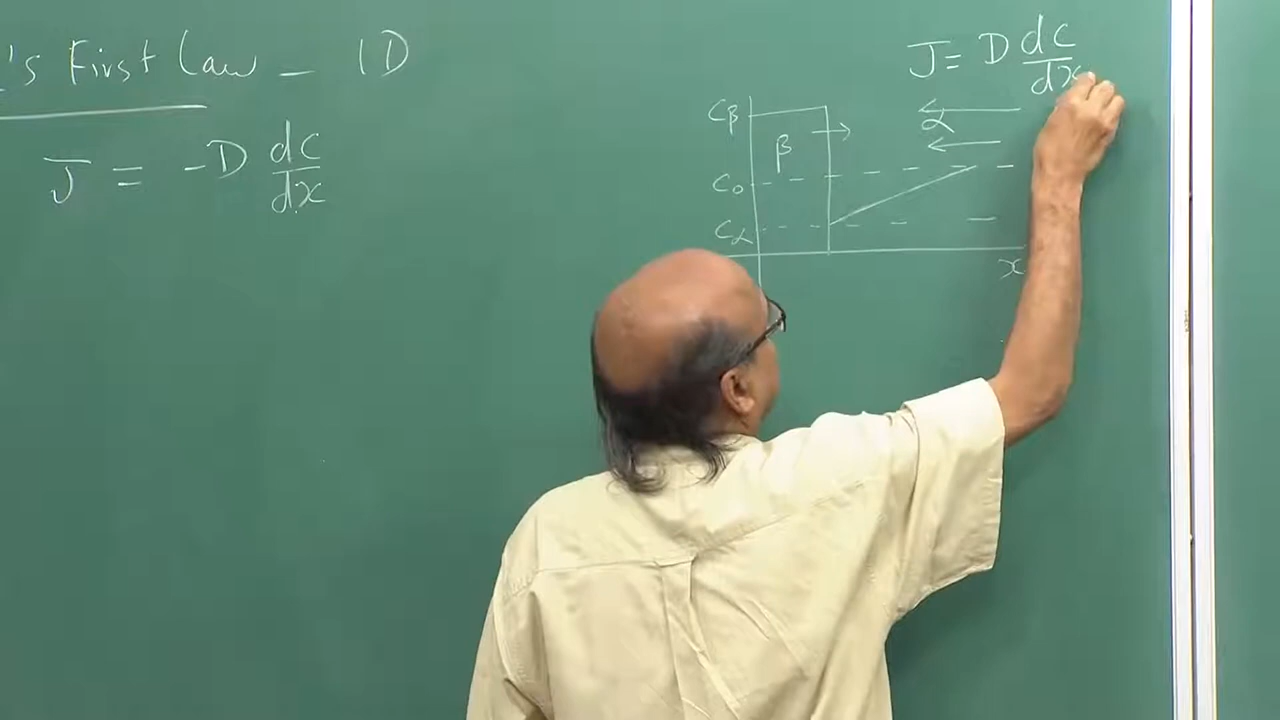 's First Law – 1D
J = -D dc/dx
J = D dc/dx
Cβ
β
α
C0
Cα
x